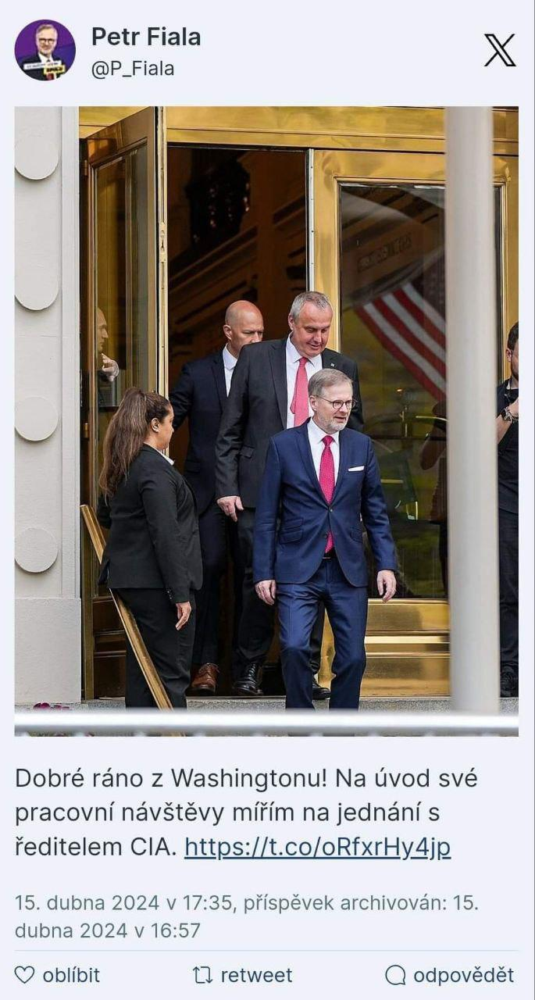 Petr Fiala
@P_Fiala
Dobré ráno z Washingtonu! Na úvod své
pracovní návštěvy mířím na jednání s
ředitelem CIA. https://t.co/oRfxrHy4jp
15. dubna 2024 v 17:35, příspěvek archivován: 15.
dubna 2024 v 16:57
oblíbit
retweet
odpovědět